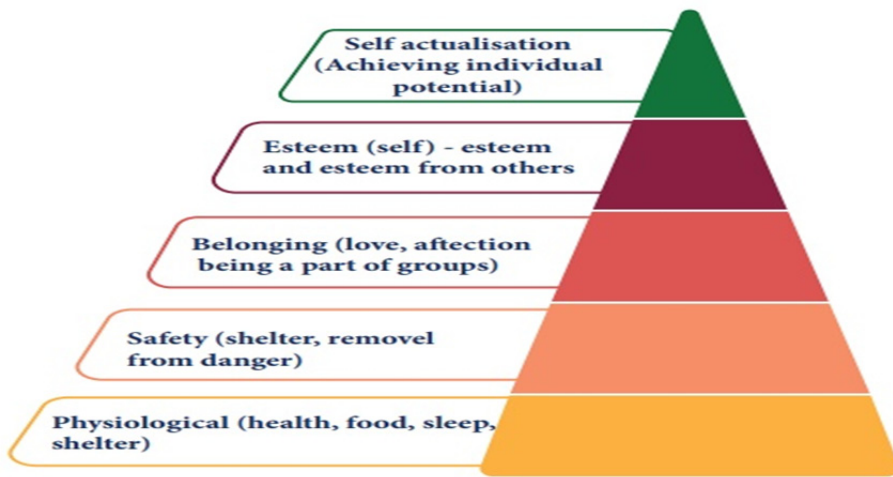 Self actualisation
(Achieving individual
potential)
Esteem (self) - esteem
and esteem from others
Belonging (love, aftection
being a part of groups)
Safety (shelter, removel
from danger)
Physiological (health, food, sleep,
shelter)